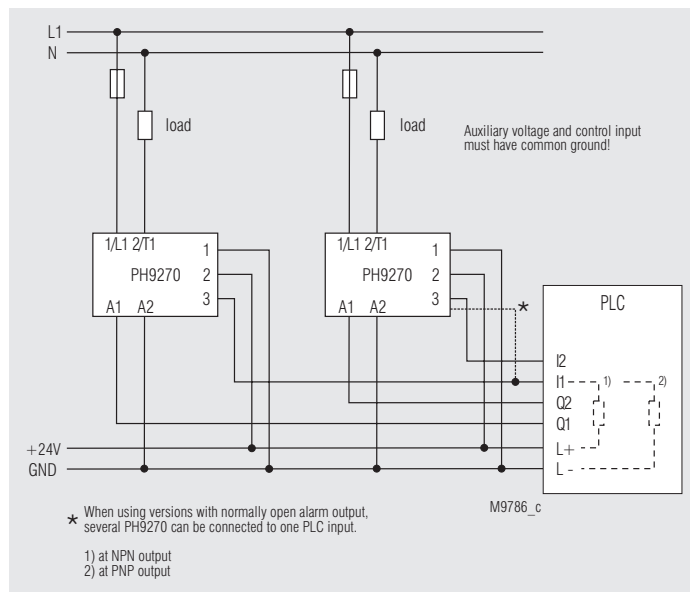 L1
N
load
load
Auxiliary voltage and control input
must have common ground!
1/L1 2/T1
1
PH9270
2
3
A1 A2
1/L1 2/T1
1
PH9270
2
3
A1 A2
*
PLC
I2
I1
1)
2)
Q2
Q1
+24V
L+
GND
L -
M9786_c
* When using versions with normally open alarm output,
several PH9270 can be connected to one PLC input.
1) at NPN output
2) at PNP output